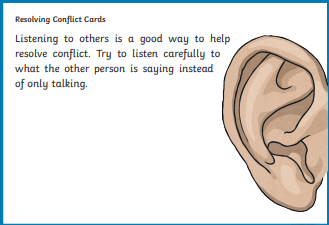 Resolving Conflict Cards
Listening to others is a good way to help
resolve conflict. Try to listen carefully to
what the other person is saying instead
of only talking.